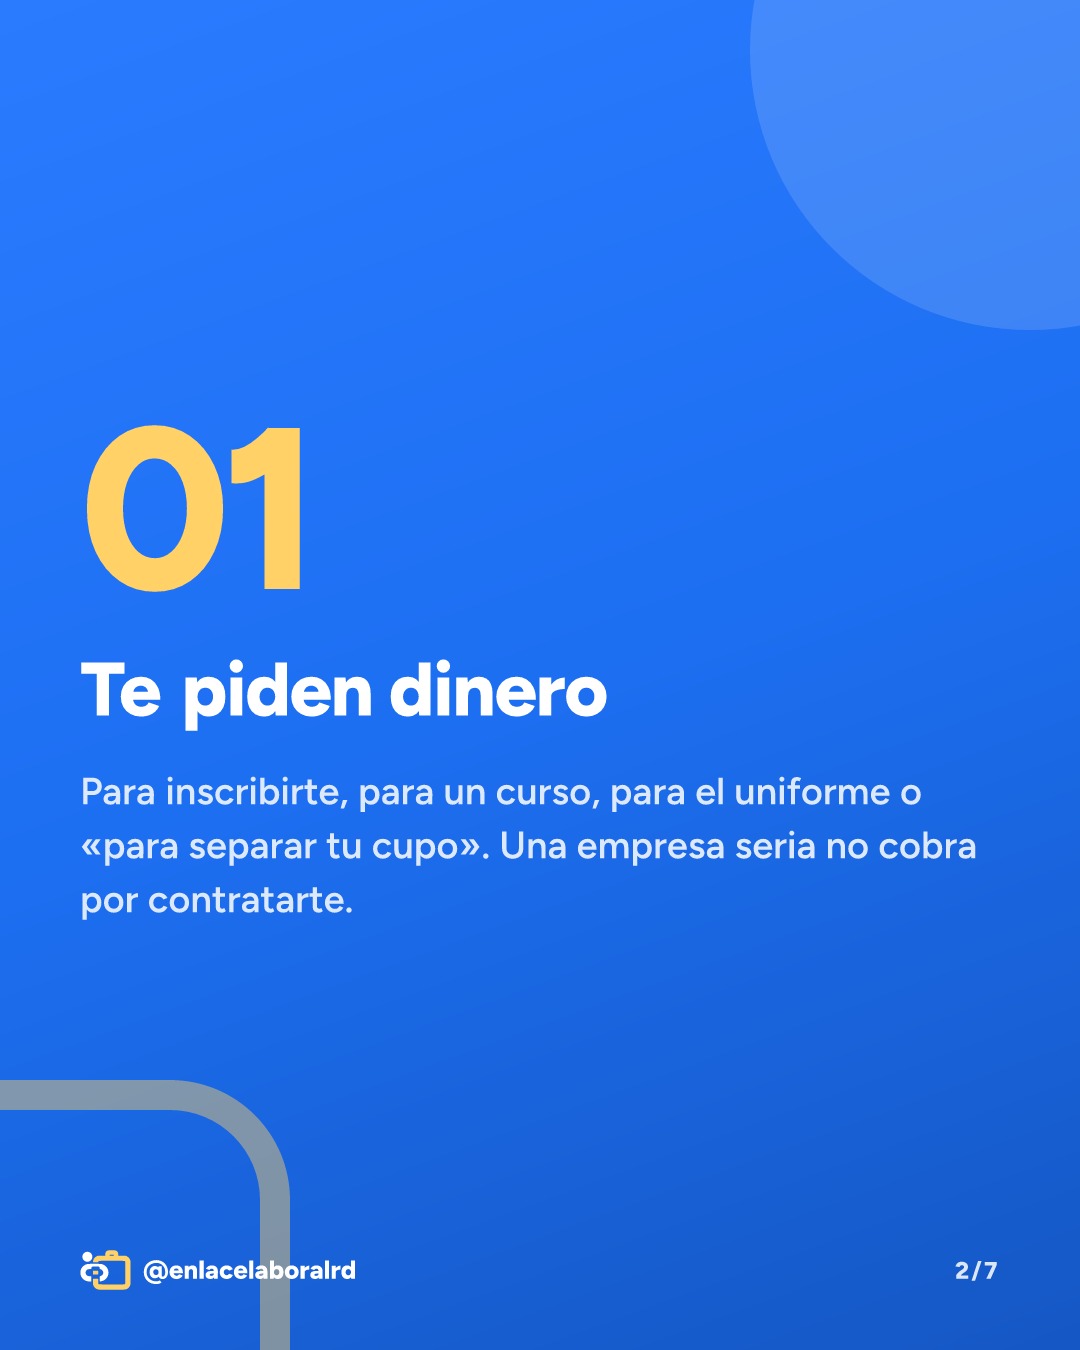 01
Te piden dinero
Para inscribirte, para un curso, para el uniforme o
«para separar tu cupo». Una empresa seria no cobra
por contratarte.
@enlacelaboralrd
2/7